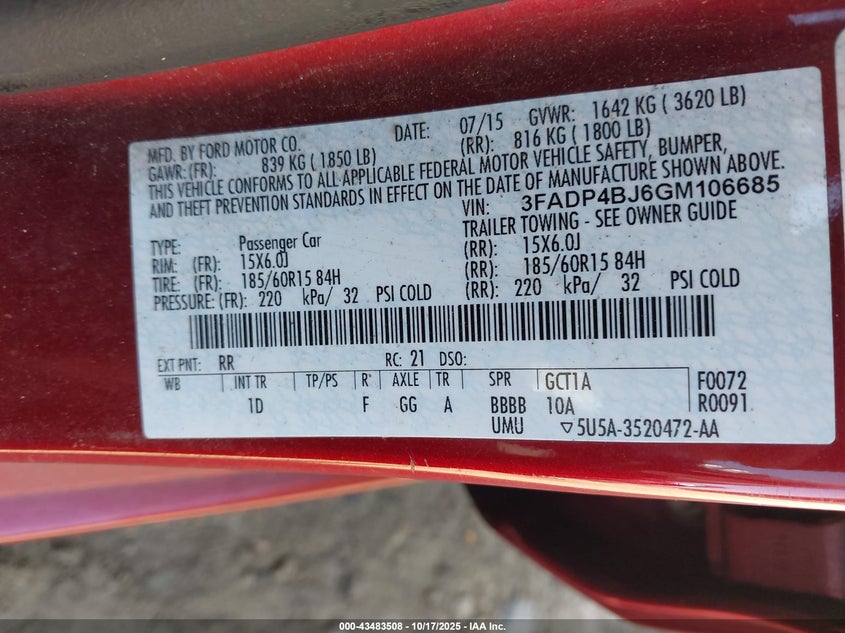 MFD. BY FORD MOTOR CO. DATE: 07/15 GVWR: 1642 KG ( 3620 LB)
GAWR: (FR): 839 KG ( 1850 LB) (RR): 816 KG ( 1800 LB)
THIS VEHICLE CONFORMS TO ALL APPLICABLE FEDERAL MOTOR VEHICLE SAFETY, BUMPER,
AND THEFT PREVENTION STANDARDS IN EFFECT ON THE DATE OF MANUFACTURE SHOWN ABOVE.
VIN: 3FADP4BJ6GM106685
TRAILER TOWING - SEE OWNER GUIDE
TYPE: Passenger Car
RIM: (FR): 15X6.0J (RR): 15X6.0J
TIRE: (FR): 185/60R15 84H (RR): 185/60R15 84H
PRESSURE: (FR): 220 kPa/ 32 PSI COLD (RR): 220 kPa/ 32 PSI COLD
EXT PNT: RR RC: 21 DSO:
WB INT TR TP/PS R* AXLE TR SPR GCT1A F0072
1D F GG A BBBB 10A R0091
UMU ▽5U5A-3520472-AA
000-43483508 - 10/17/2025 - IAA Inc.